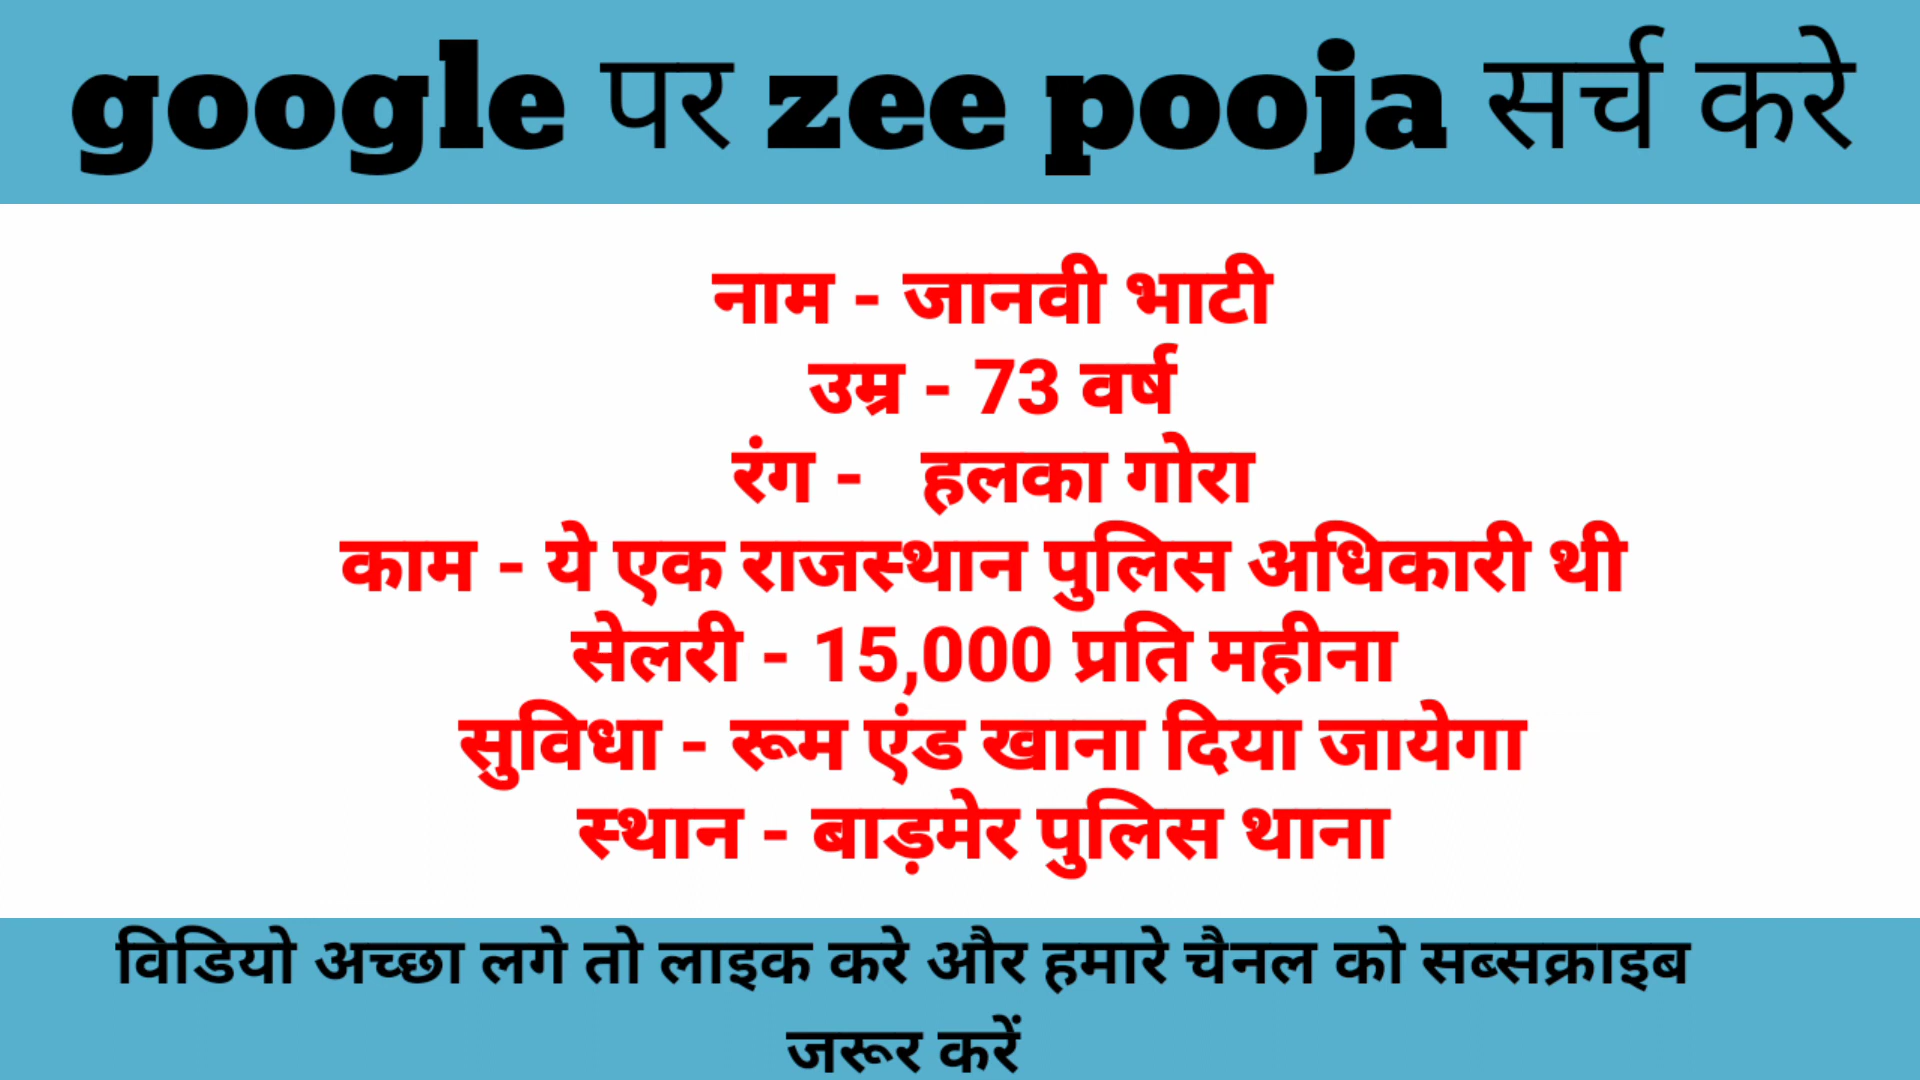 google पर zee pooja सर्च करे
नाम - जानवी भाटी
उम्र - 73 वर्ष
रंग - हलका गोरा
काम - ये एक राजस्थान पुलिस अधिकारी थी
सेलरी - 15,000 प्रति महीना
सुविधा - रूम एंड खाना दिया जायेगा
स्थान - बाड़मेर पुलिस थाना
विडियो अच्छा लगे तो लाइक करे और हमारे चैनल को सब्सक्राइब
जरूर करें